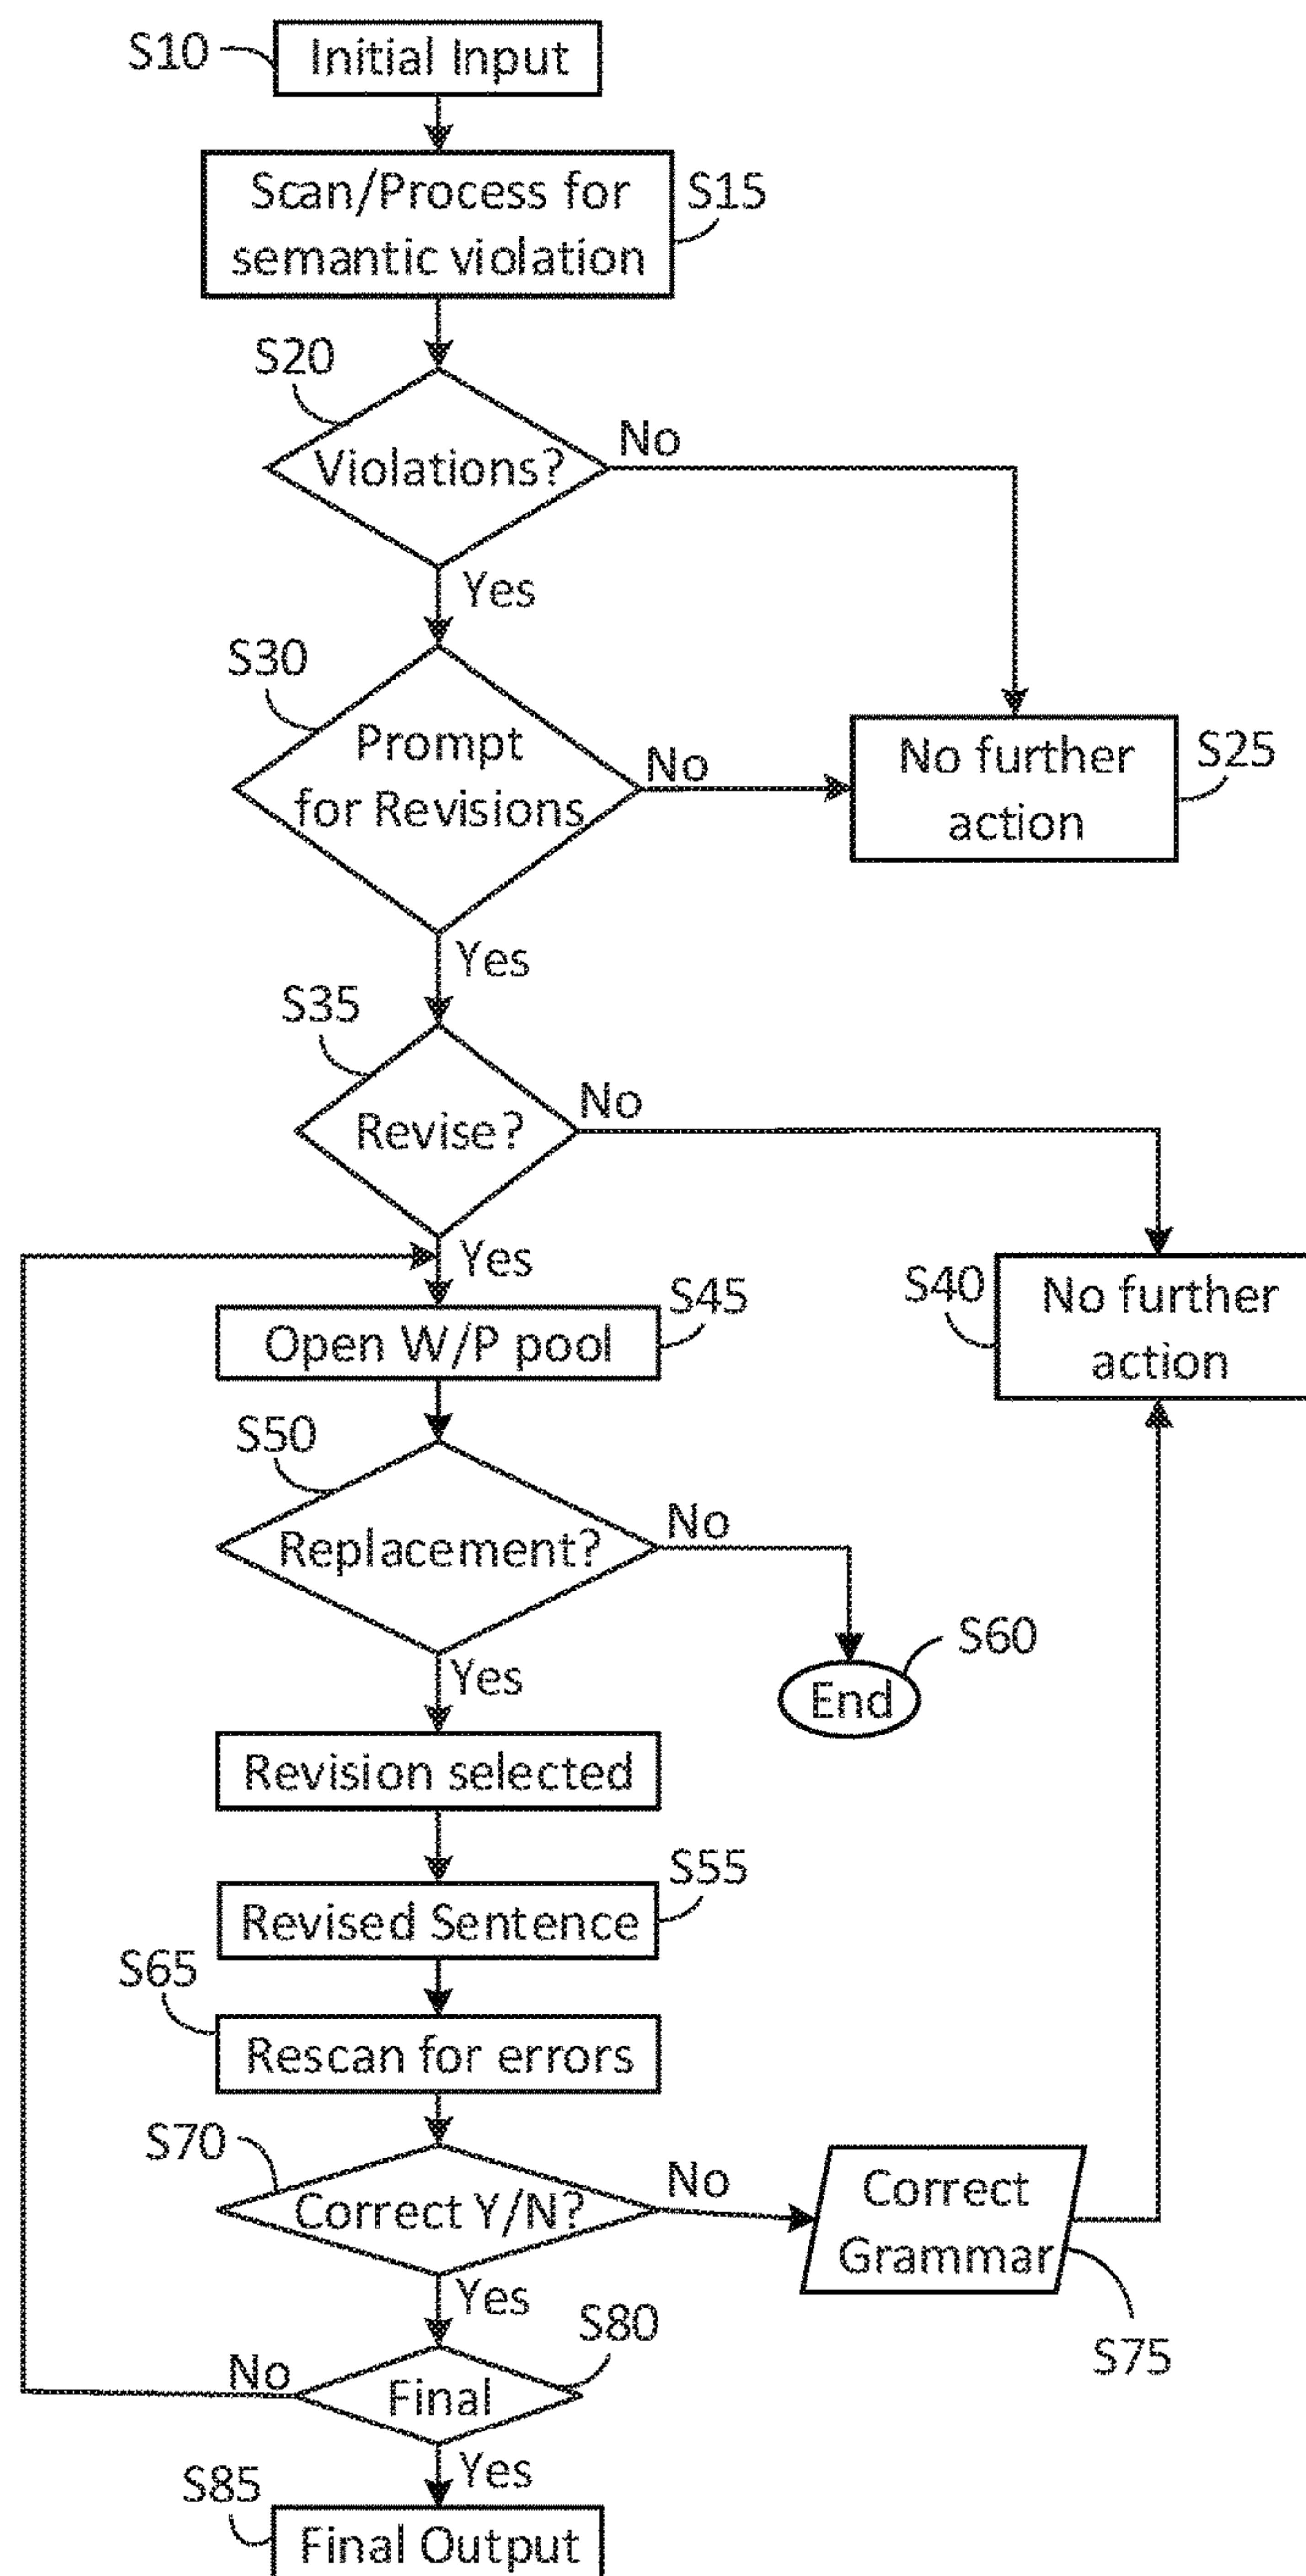 S10
Initial Input
Scan/Process for
semantic violation
S15
S20
Violations?
No
Yes
S30
Prompt
for Revisions
No
No further
action
S25
Yes
S35
Revise?
No
Yes
S40
No further
action
Open W/P pool
S45
S50
Replacement?
No
S60
End
Yes
Revision selected
Revised Sentence
S55
S65
Rescan for errors
S70
Correct Y/N?
No
Correct
Grammar
S75
Yes
S80
Final
No
Yes
S85
Final Output